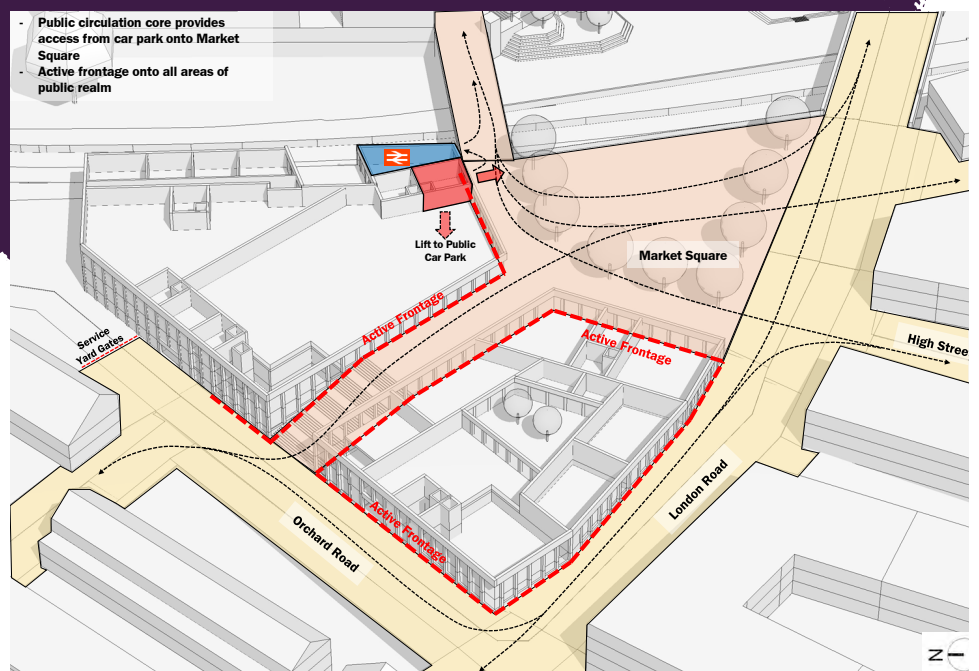 - Public circulation core provides
access from car park onto Market
Square
- Active frontage onto all areas of
public realm
Lift to Public
Car Park
Market Square
Active Frontage
Active Frontage
Service
Yard Gates
High Stree
London Road
Active Frontage
Orchard Road
N